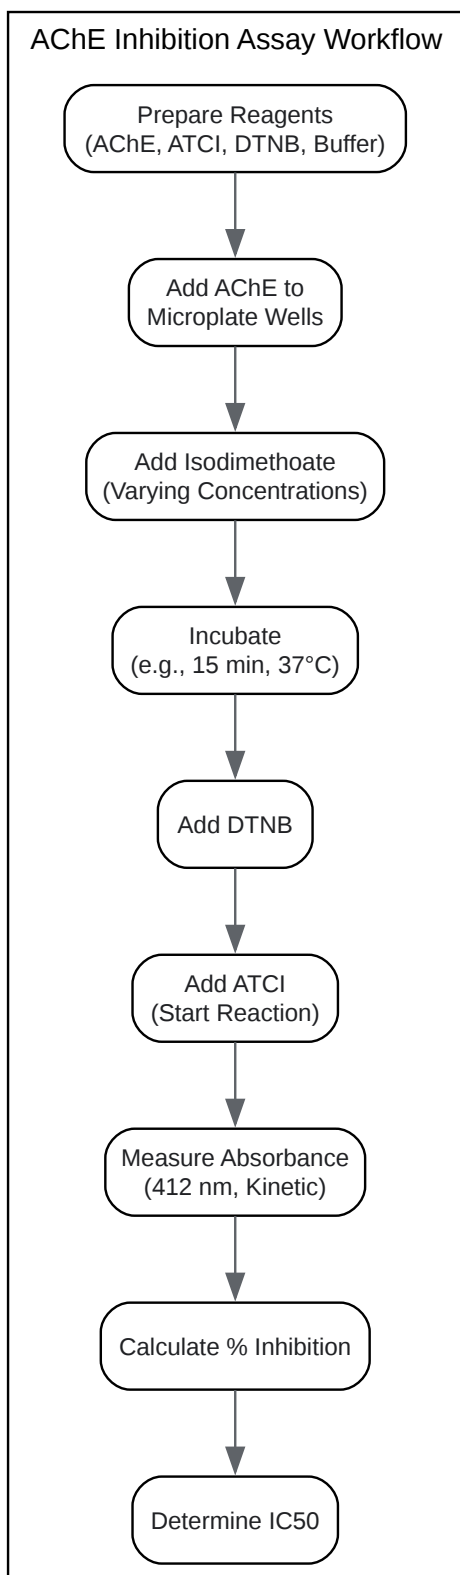 AChE Inhibition Assay Workflow
Prepare Reagents
(AChE, ATCI, DTNB, Buffer)
Add AChE to
Microplate Wells
Add Isodimethoate
(Varying Concentrations)
Incubate
(e.g., 15 min, 37°C)
Add DTNB
Add ATCI
(Start Reaction)
Measure Absorbance
(412 nm, Kinetic)
Calculate % Inhibition
Determine IC50